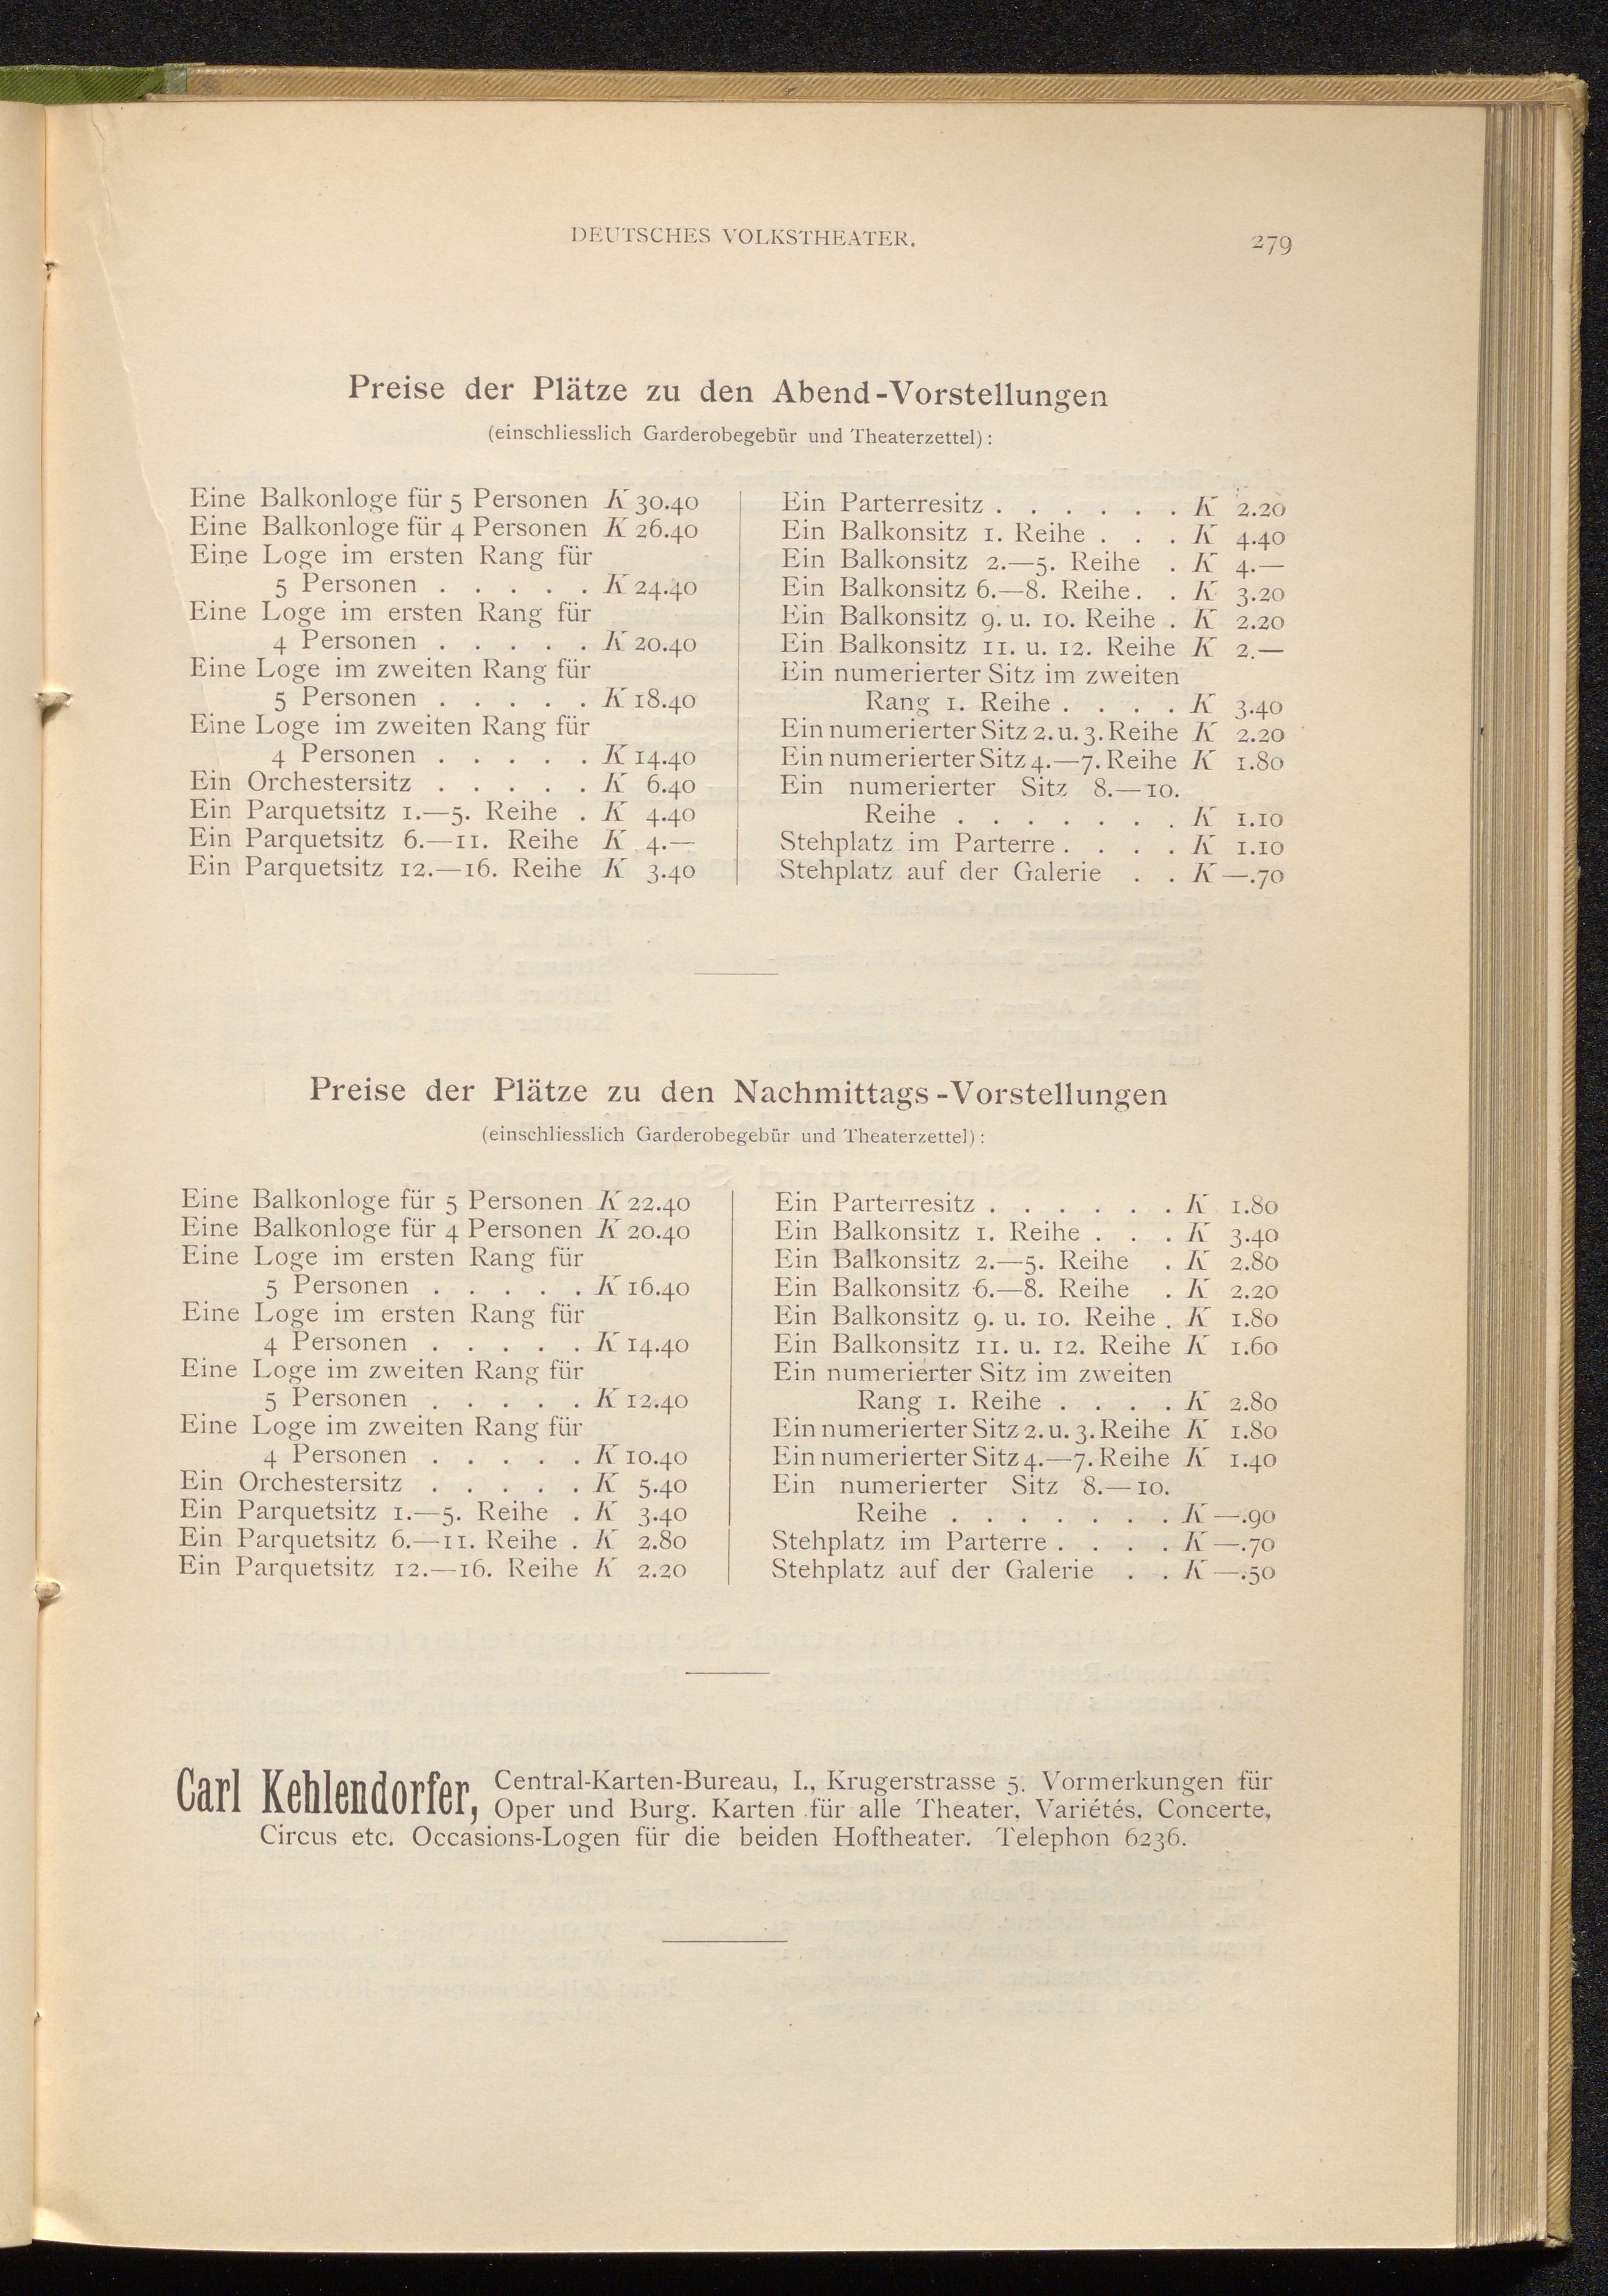 DEUTSCHES VOLKSTHEATER.
279
Preise der Plätze zu den Abend-Vorstellungen
(einschliesslich Garderobegebür und Theaterzettel):
Eine Balkonloge für 5 Personen K 30.40
Eine Balkonloge für 4 Personen K 26.40
Eine Loge im ersten Rang für
5 Personen . . . . . . K 24.40
Eine Loge im ersten Rang für
4 Personen . . . . . . K 20.40
Eine Loge im zweiten Rang für
5 Personen . . . . . . K 18.40
Eine Loge im zweiten Rang für
4 Personen . . . . . . K 14.40
Ein Orchestersitz . . . . . . K 6.40
Ein Parquetsitz 1.—5. Reihe . K 4.40
Ein Parquetsitz 6.—11. Reihe K 4.—
Ein Parquetsitz 12.—16. Reihe K 3.40
Ein Parterresitz . . . . . . K 2.20
Ein Balkonsitz 1. Reihe . . . K 4.40
Ein Balkonsitz 2.—5. Reihe . K 4.—
Ein Balkonsitz 6.—8. Reihe . . K 3.20
Ein Balkonsitz 9. u. 10. Reihe . K 2.20
Ein Balkonsitz 11. u. 12. Reihe K 2.—
Ein numerierter Sitz im zweiten
Rang 1. Reihe . . . . K 3.40
Ein numerierter Sitz 2. u. 3. Reihe K 2.20
Ein numerierter Sitz 4.—7. Reihe K 1.80
Ein numerierter Sitz 8.—10.
Reihe . . . . . . . K 1.10
Stehplatz im Parterre . . . . K 1.10
Stehplatz auf der Galerie . . K —.70
Preise der Plätze zu den Nachmittags-Vorstellungen
(einschliesslich Garderobegebür und Theaterzettel):
Eine Balkonloge für 5 Personen K 22.40
Eine Balkonloge für 4 Personen K 20.40
Eine Loge im ersten Rang für
5 Personen . . . . . . K 16.40
Eine Loge im ersten Rang für
4 Personen . . . . . . K 14.40
Eine Loge im zweiten Rang für
5 Personen . . . . . . K 12.40
Eine Loge im zweiten Rang für
4 Personen . . . . . . K 10.40
Ein Orchestersitz . . . . . . K 5.40
Ein Parquetsitz 1.—5. Reihe . K 3.40
Ein Parquetsitz 6.—11. Reihe . K 2.80
Ein Parquetsitz 12.—16. Reihe K 2.20
Ein Parterresitz . . . . . . K 1.80
Ein Balkonsitz 1. Reihe . . . K 3.40
Ein Balkonsitz 2.—5. Reihe . K 2.80
Ein Balkonsitz 6.—8. Reihe . K 2.20
Ein Balkonsitz 9. u. 10. Reihe . K 1.80
Ein Balkonsitz 11. u. 12. Reihe K 1.60
Ein numerierter Sitz im zweiten
Rang 1. Reihe . . . . K 2.80
Ein numerierter Sitz 2. u. 3. Reihe K 1.80
Ein numerierter Sitz 4.—7. Reihe K 1.40
Ein numerierter Sitz 8.—10.
Reihe . . . . . . . K —.90
Stehplatz im Parterre . . . . K —.70
Stehplatz auf der Galerie . . K —.50
Carl Kehlendorfer, Central-Karten-Bureau, I., Krugerstrasse 5. Vormerkungen für
Oper und Burg. Karten für alle Theater, Variétés, Concerte,
Circus etc. Occasions-Logen für die beiden Hoftheater. Telephon 6236.